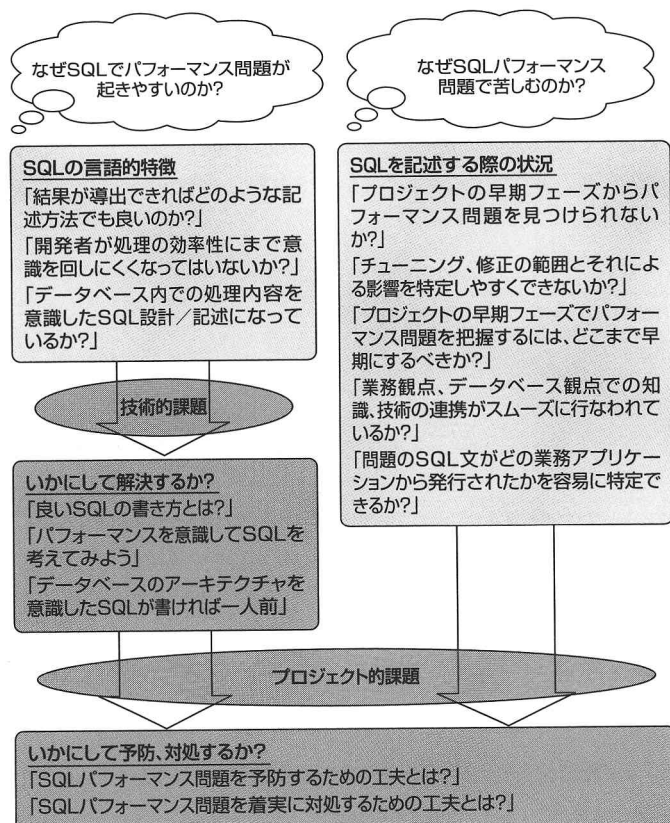 なぜSQLでパフォーマンス問題が
起きやすいのか?
なぜSQLパフォーマンス
問題で苦しむのか?
SQLの言語的特徴
「結果が導出できればどのような記
述方法でも良いのか?」
「開発者が処理の効率性にまで意
識を回しにくくなってはいないか?」
「データベース内での処理内容を
意識したSQL設計/記述になって
いるか?」
技術的課題
いかにして解決するか?
「良いSQLの書き方とは?」
「パフォーマンスを意識してSQLを
考えてみよう」
「データベースのアーキテクチャを
意識したSQLが書ければ一人前」
SQLを記述する際の状況
「プロジェクトの早期フェーズからパ
フォーマンス問題を見つけられない
か?」
「チューニング、修正の範囲とそれによ
る影響を特定しやすくできないか?」
「プロジェクトの早期フェーズでパフォー
マンス問題を把握するには、どこまで早
期にするべきか?」
「業務観点、データベース観点での知
識、技術の連携がスムーズに行なわれて
いるか?」
「問題のSQL文がどの業務アプリケー
ションから発行されたかを容易に特定で
きるか?」
プロジェクト的課題
いかにして予防、対処するか?
「SQLパフォーマンス問題を予防するための工夫とは?」
「SQLパフォーマンス問題を着実に対処するための工夫とは?」